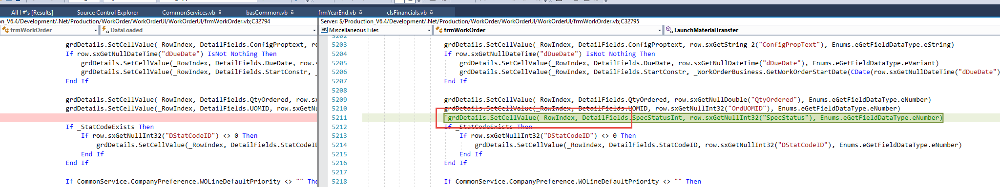 All I #'s [Results] Source Control Explorer CommonServices.vb basCommon.vb frmYearEnd.vb clsFinancials.vb
on_V6.4/Development/.Net/Production/WorkOrder/WorkOrderUI/WorkOrderUI/frmWorkOrder.vb;C32794
frmWorkOrder DataLoaded
grdDetails.SetCellValue(_RowIndex, DetailFields.ConfigProptext, ro
If row.sxGetNullDateTime("dDueDate") IsNot Nothing Then
grdDetails.SetCellValue(_RowIndex, DetailFields.DueDate, row.s
grdDetails.SetCellValue(_RowIndex, DetailFields.StartConstr, _
End If
grdDetails.SetCellValue(_RowIndex, DetailFields.QtyOrdered, row.sx
grdDetails.SetCellValue(_RowIndex, DetailFields.UOMID, row.sxGetNu
If _StatCodeExists Then
If row.sxGetNullInt32("DStatCodeID") <> 0 Then
grdDetails.SetCellValue(_RowIndex, DetailFields.StatCodeID
End If
End If
If CommonService.CompanyPreference.WOLineDefaultPriority <> "" The
Server: $/Production_V6.4/Development/.Net/Production/WorkOrder/WorkOrderUI/WorkOrderUI/frmWorkOrder.vb;C32795
VB Miscellaneous Files frmWorkOrder LaunchMaterialTransfer
5202
5203 grdDetails.SetCellValue(_RowIndex, DetailFields.ConfigProptext, row.sxGetString_2("ConfigPropText"), Enums.eGetFieldDataType.eString)
5204 If row.sxGetNullDateTime("dDueDate") IsNot Nothing Then
5205 grdDetails.SetCellValue(_RowIndex, DetailFields.DueDate, row.sxGetNullDateTime("dDueDate"), Enums.eGetFieldDataType.eVariant)
5206 grdDetails.SetCellValue(_RowIndex, DetailFields.StartConstr, _WorkOrderBusiness.GetWorkOrderStartDate(CDate(row.sxGetNullDateTime("dDueDate")
5207 End If
5208
5209 grdDetails.SetCellValue(_RowIndex, DetailFields.QtyOrdered, row.sxGetNullDouble("QtyOrdered"), Enums.eGetFieldDataType.eNumber)
5210 grdDetails.SetCellValue(_RowIndex, DetailFields.UOMID, row.sxGetNullInt32("OrdUOMID"), Enums.eGetFieldDataType.eNumber)
5211 'grdDetails.SetCellValue(_RowIndex, DetailFields.SpecStatusInt, row.sxGetNullInt32("SpecStatus"), Enums.eGetFieldDataType.eNumber)
5212 If _StatCodeExists Then
5213 If row.sxGetNullInt32("DStatCodeID") <> 0 Then
5214 grdDetails.SetCellValue(_RowIndex, DetailFields.StatCodeID, row.sxGetNullInt32("DStatCodeID"), Enums.eGetFieldDataType.eNumber)
5215 End If
5216 End If
5217
5218 If CommonService.CompanyPreference.WOLineDefaultPriority <> "" Then